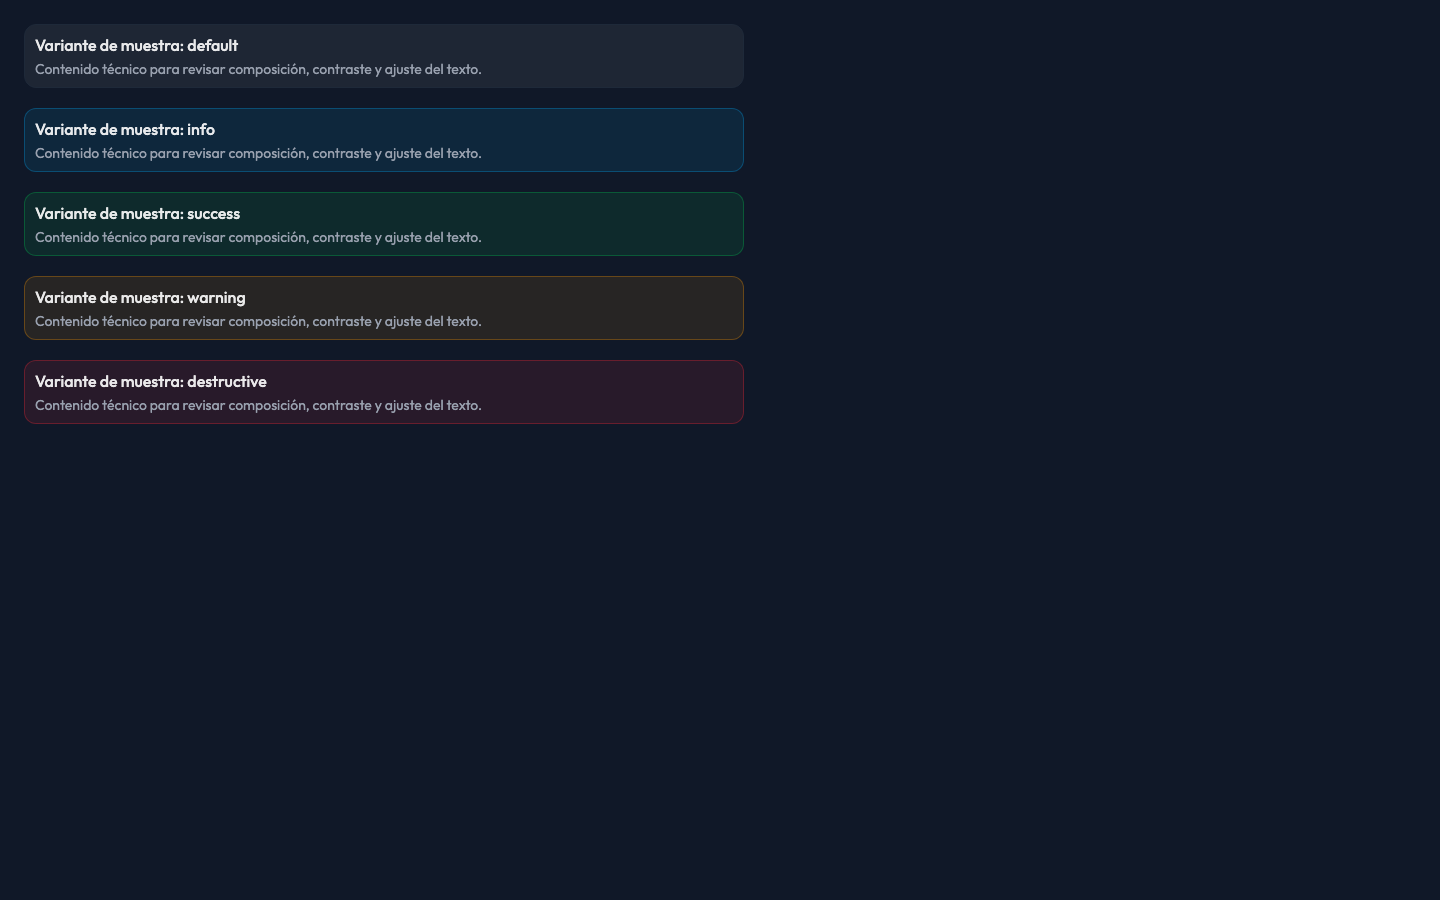 Variante de muestra: default
Contenido técnico para revisar composición, contraste y ajuste del texto.
Variante de muestra: info
Contenido técnico para revisar composición, contraste y ajuste del texto.
Variante de muestra: success
Contenido técnico para revisar composición, contraste y ajuste del texto.
Variante de muestra: warning
Contenido técnico para revisar composición, contraste y ajuste del texto.
Variante de muestra: destructive
Contenido técnico para revisar composición, contraste y ajuste del texto.